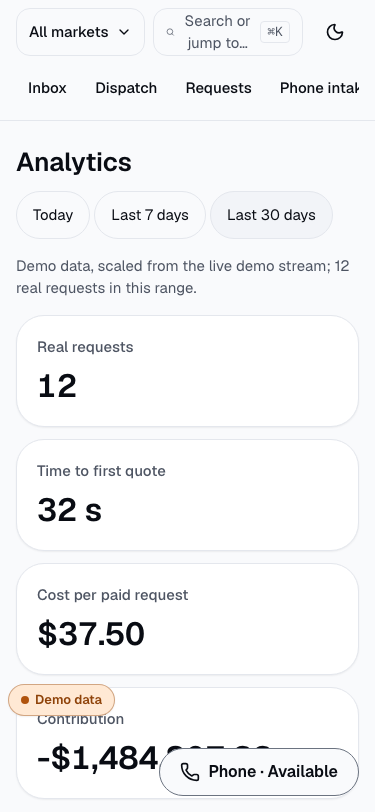 All markets
Search or
jump to...
⌘K
Inbox Dispatch Requests Phone intak
Analytics
Today Last 7 days Last 30 days
Demo data, scaled from the live demo stream; 12
real requests in this range.
Real requests
12
Time to first quote
32 s
Cost per paid request
$37.50
Demo data
Contribution
-$1,484,
Phone · Available